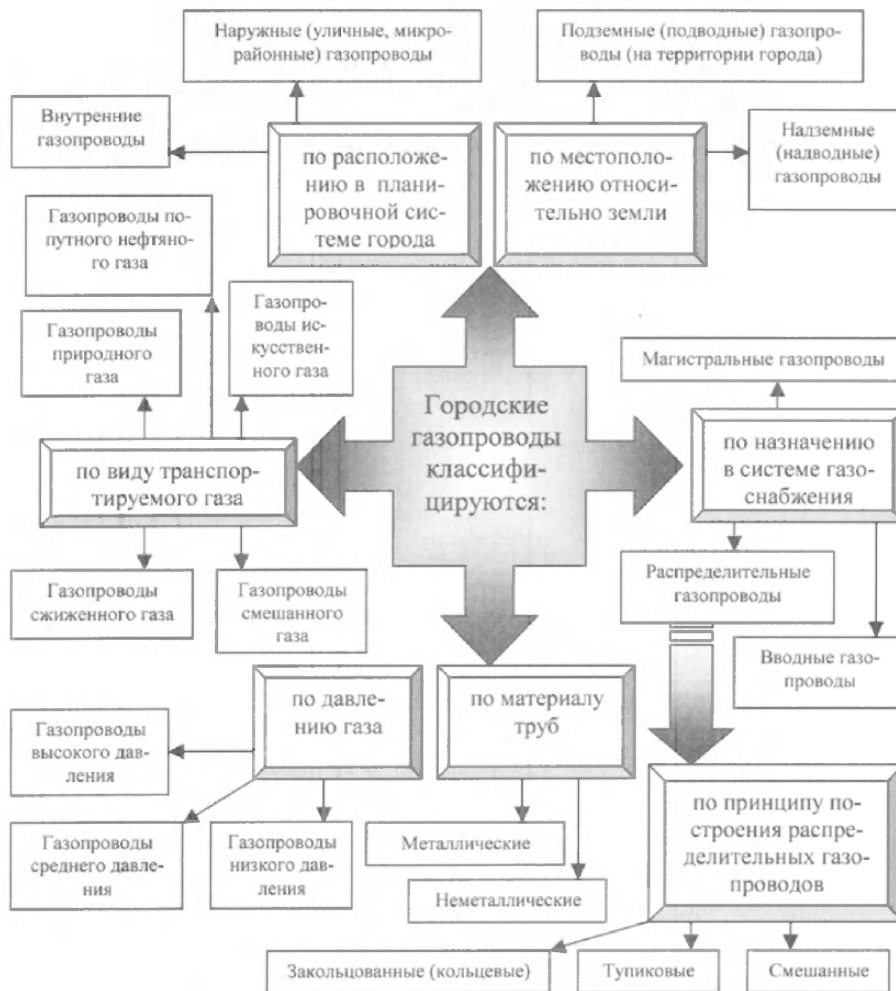 Наружные (уличные, микро-
районные) газопроводы
Подземные (подводные) газопро-
воды (на территории города)
Внутренние
газопроводы
по расположе-
нию в плани-
ровочной сис-
теме города
по местополо-
жению относи-
тельно земли
Надземные
(надводные)
газопроводы
Газопроводы по-
путного нефтяно-
го газа
Газопроводы
природного
газа
Газопро-
воды ис-
кусствен-
ного газа
Магистральные газопроводы
Городские
газопроводы
классифи-
цируются:
по виду транспор-
тируемого газа
по назначению
в системе газо-
снабжения
Газопроводы
сжиженного газа
Газопроводы
смешанного
газа
Распределительные
газопроводы
Вводные газо-
проводы
по давле-
нию газа
по материалу
труб
Газопроводы
высокого дав-
ления
Газопроводы
среднего давле-
ния
Газопроводы
низкого дав-
ления
Металлические
Неметаллические
по принципу по-
строения распре-
делительных газо-
проводов
Закольцованные (кольцевые)
Тупиковые
Смешанные